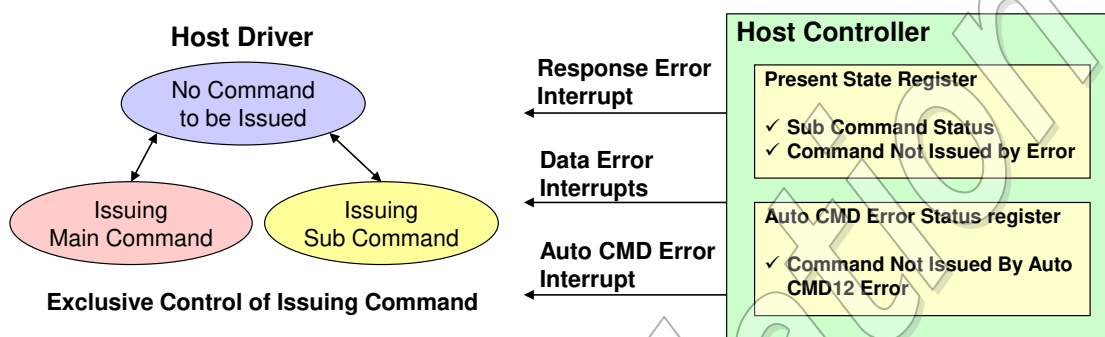 Host Driver
No Command
to be Issued
Issuing
Main Command
Issuing
Sub Command
Exclusive Control of Issuing Command
Response Error
Interrupt
Data Error
Interrupts
Auto CMD Error
Interrupt
Host Controller
Present State Register
✓ Sub Command Status
✓ Command Not Issued by Error
Auto CMD Error Status register
✓ Command Not Issued By Auto
CMD12 Error